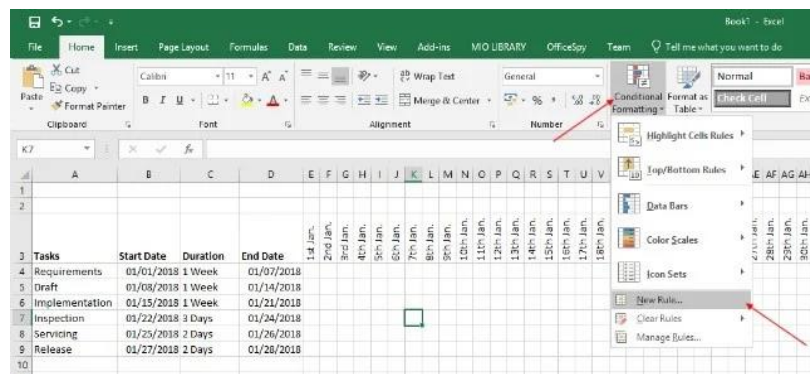 Book1 - Excel
File Home Insert Page Layout Formulas Data Review View Add-ins MIO LIBRARY OfficeSpy Team Tell me what you want to do
Paste
Cut
Copy
Format Painter
Clipboard
Calibri 11 A A
B I U A
Font
Wrap Text
Merge & Center
Alignment
General
%
Number
Conditional Formatting
Format as Table
Normal
Check Cell
Highlight Cells Rules
Top/Bottom Rules
Data Bars
Color Scales
Icon Sets
New Rule...
Clear Rules
Manage Rules...
K7 fx
A B C D E F G H I J K L M N O P Q R S T U V AE AF AG AH
1
2
3 Tasks Start Date Duration End Date 1st Jan. 2nd Jan. 3rd Jan. 4th Jan. 5th Jan. 6th Jan. 7th Jan. 8th Jan. 9th Jan. 10th Jan. 11th Jan. 12th Jan. 13th Jan. 14th Jan. 15th Jan. 16th Jan. 17th Jan. 18th Jan. 27th Jan. 28th Jan. 29th Jan. 30th Jan.
4 Requirements 01/01/2018 1 Week 01/07/2018
5 Draft 01/08/2018 1 Week 01/14/2018
6 Implementation 01/15/2018 1 Week 01/21/2018
7 Inspection 01/22/2018 3 Days 01/24/2018
8 Servicing 01/25/2018 2 Days 01/26/2018
9 Release 01/27/2018 2 Days 01/28/2018
10